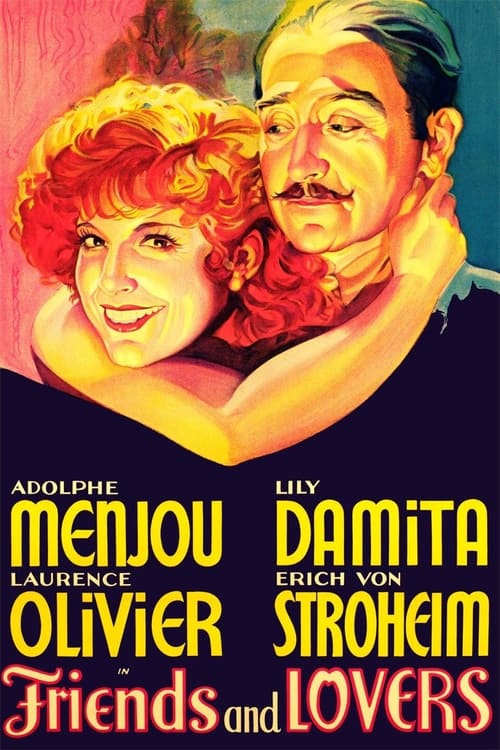 ADOLPHE
MENJOU
LILY
DAMiTA
LAURENCE
OLiViER
ERICH VON
STROHEiM
IN
Friends and LOVERS